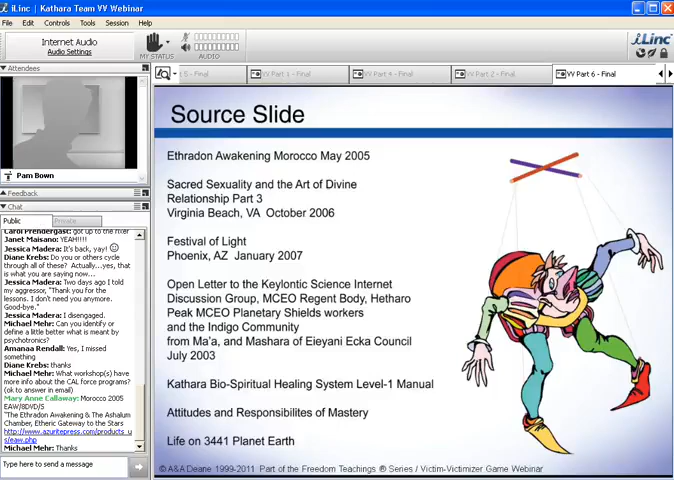 iLinc | Kathara Team VV Webinar
File Edit Controls Tools Session Help
Internet Audio
Audio Settings
MY STATUS
AUDIO
iLinc
Attendees
Pam Bown
Feedback
Chat
Public Private
Carol Prendergast: got up to the
Janet Maisano: YEAH!!!!
Jessica Madera: It's back, yay!
Diane Krebs: Do you or others cycle
through all of these? Actually...yes, that
is what you are saying now...
Jessica Madera: Two days ago I told
my aggressor, "Thank you for the
lessons. I don't need you anymore.
Good-bye."
Jessica Madera: I disengaged.
Michael Mehr: Can you identify or
define a little better what is meant by
psychotronics?
Amanaa Rendall: Yes, I missed
something
Diane Krebs: thanks
Michael Mehr: What workshop(s) have
more info about the CAL force programs?
(ok to answer in email)
Mary Anne Callaway: Morocco 2005
EAW/8DVD/5
"The Ethradon Awakening & The Ashalum
Chamber, Etheric Gateway to the Stars
http://www.azuritepress.com/products_u
s/eaw.php
Michael Mehr: Thanks
Type here to send a message
5 - Final
VV Part 1 - Final
VV Part 4 - Final
VV Part 2 - Final
VV Part 6 - Final
Source Slide
Ethradon Awakening Morocco May 2005
Sacred Sexuality and the Art of Divine
Relationship Part 3
Virginia Beach, VA October 2006
Festival of Light
Phoenix, AZ January 2007
Open Letter to the Keylontic Science Internet
Discussion Group, MCEO Regent Body, Hetharo
Peak MCEO Planetary Shields workers
and the Indigo Community
from Ma'a, and Mashara of Eieyani Ecka Council
July 2003
Kathara Bio-Spiritual Healing System Level-1 Manual
Attitudes and Responsibilites of Mastery
Life on 3441 Planet Earth
© A&A Deane 1999-2011 Part of the Freedom Teachings ® Series / Victim-Victimizer Game Webinar